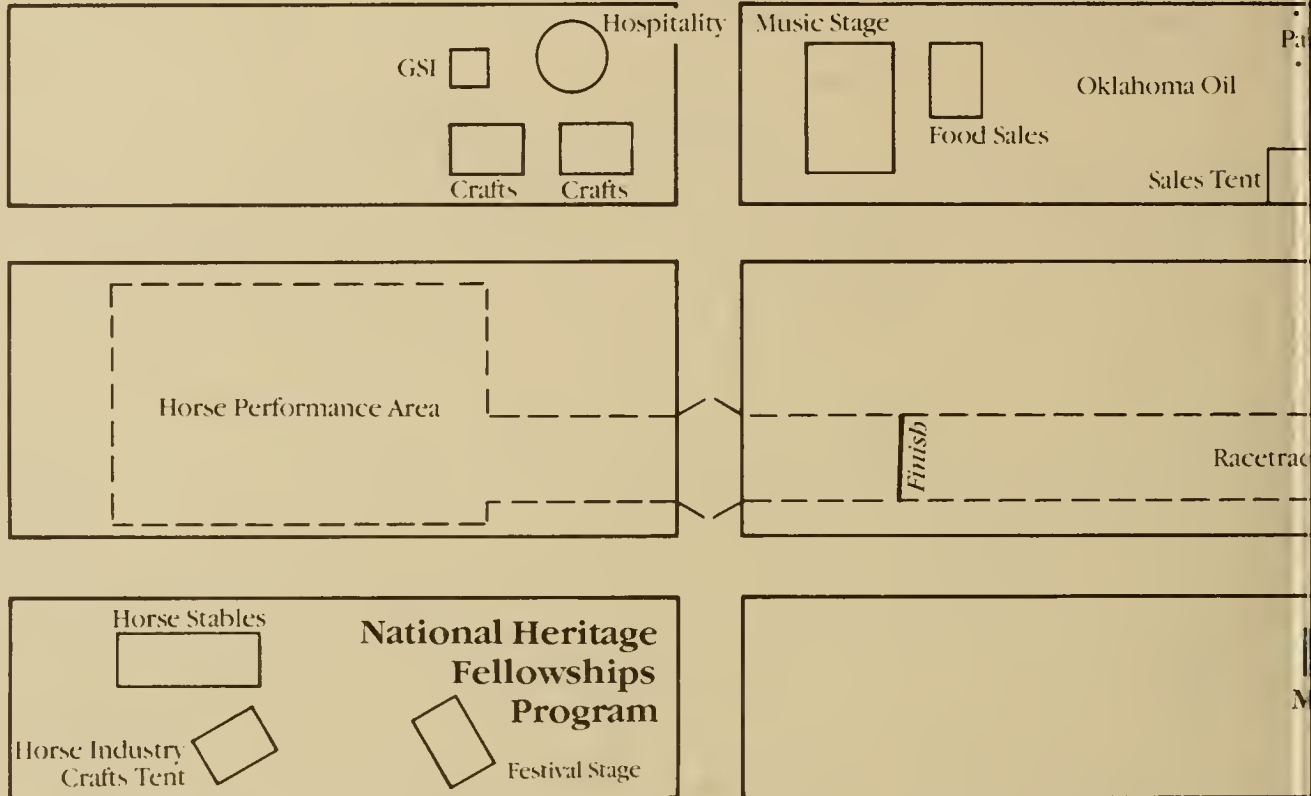 Hospitality
GSI
Crafts
Crafts
Music Stage
Food Sales
Oklahoma Oil
Sales Tent
Horse Performance Area
Finish
Horse Stables
National Heritage
Fellowships
Program
Horse Industry
Crafts Tent
Festival Stage